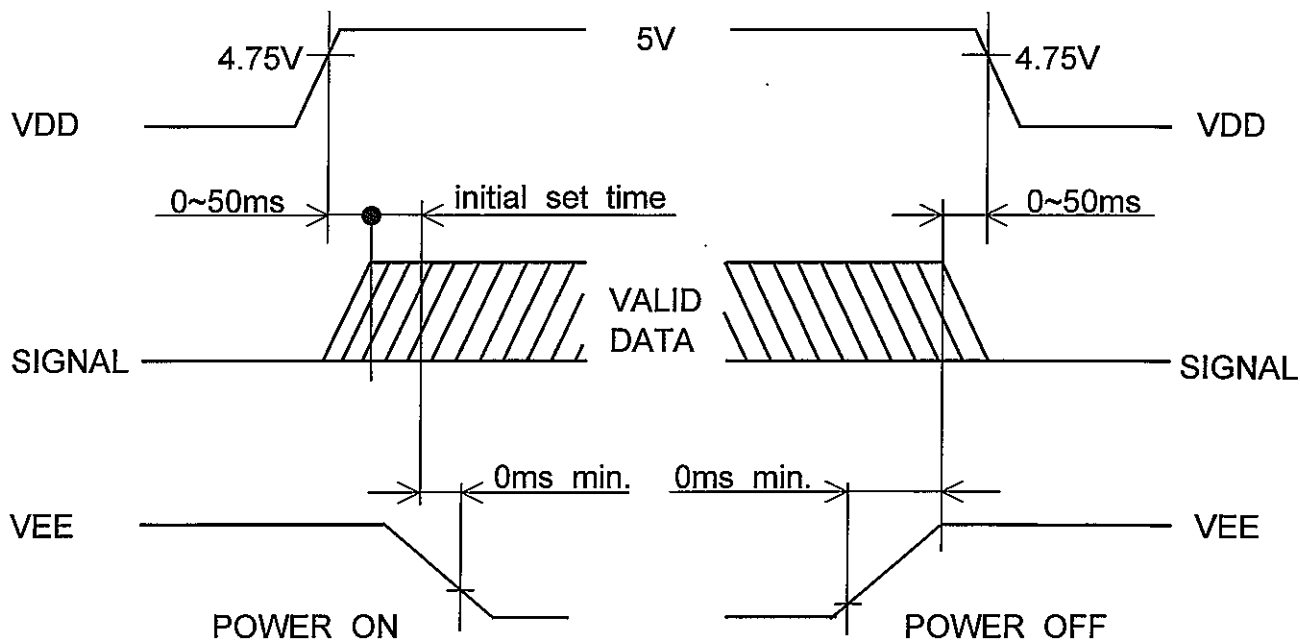 5V
4.75V
4.75V
VDD
VDD
0~50ms
initial set time
0~50ms
VALID
DATA
SIGNAL
SIGNAL
0ms min.
0ms min.
VEE
VEE
POWER ON
POWER OFF